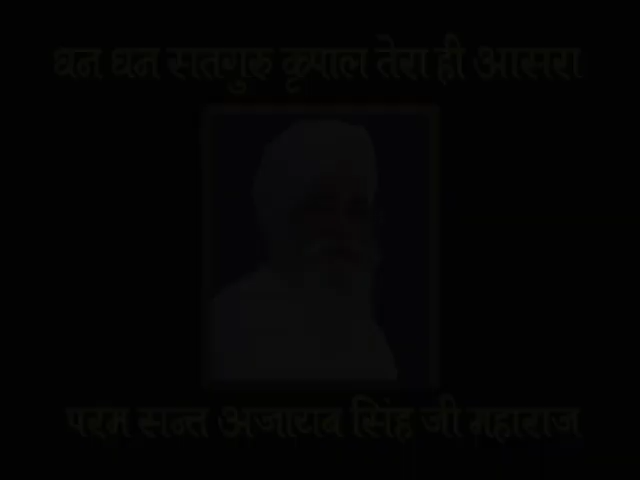 धन धन सतगुरु कृपाल तेरा ही आसरा
परम सन्त अजायब सिंह जी महाराज